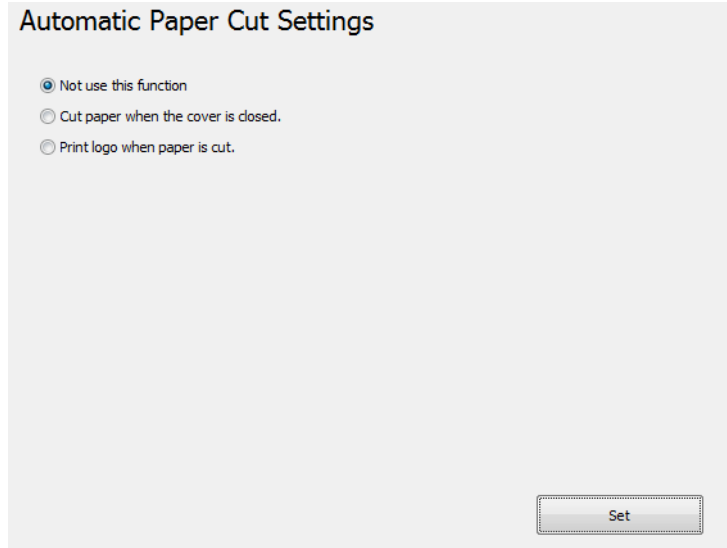 Automatic Paper Cut Settings
Not use this function
Cut paper when the cover is closed.
Print logo when paper is cut.
Set